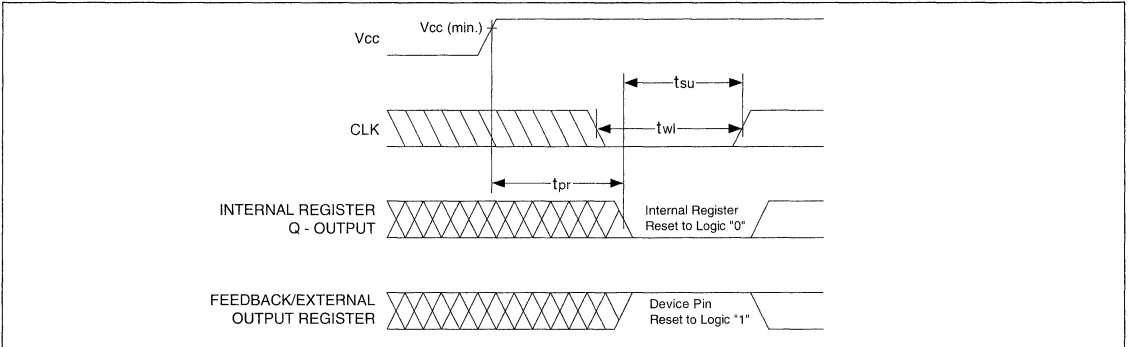 Vcc
Vcc (min.)
tsu
CLK
twl
tpr
INTERNAL REGISTER
Q - OUTPUT
Internal Register
Reset to Logic "0"
FEEDBACK/EXTERNAL
OUTPUT REGISTER
Device Pin
Reset to Logic "1"